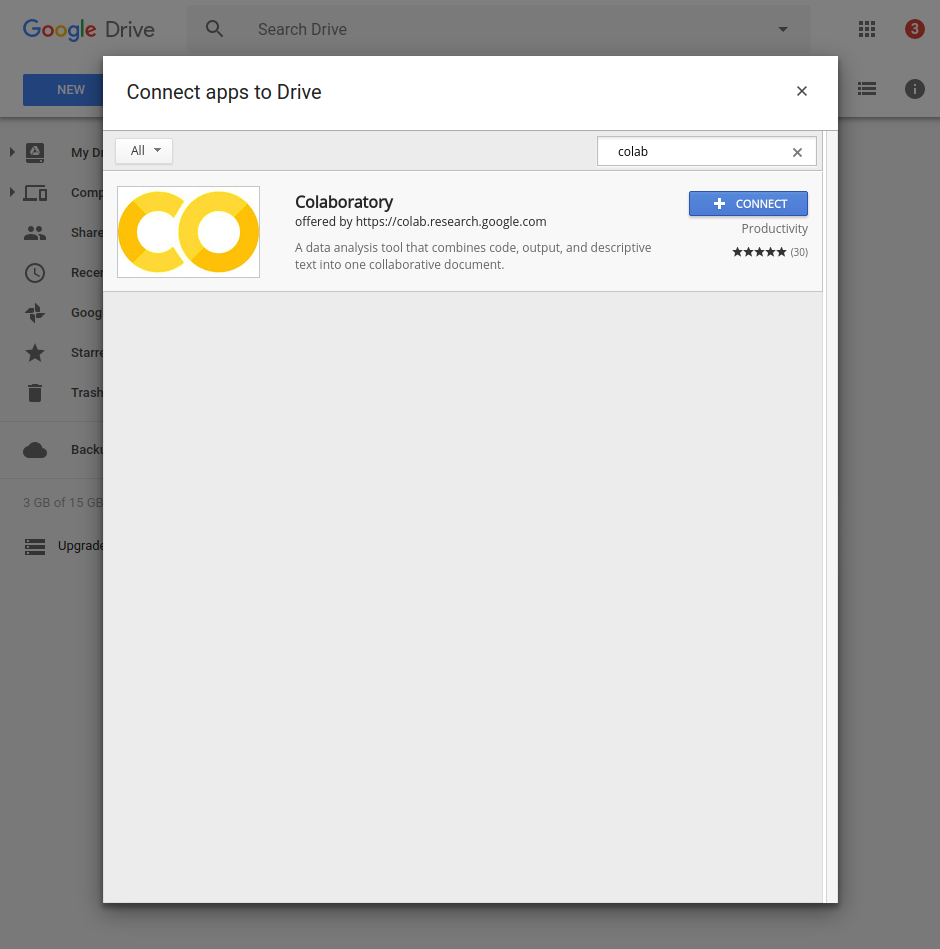 Google Drive
Search Drive
3
NEW
Connect apps to Drive
All
colab
Colaboratory
offered by https://colab.research.google.com
A data analysis tool that combines code, output, and descriptive
text into one collaborative document.
CONNECT
Productivity
(30)
My Dr
Comp
Share
Recen
Goog
Starre
Trash
Backu
3 GB of 15 GB
Upgrade